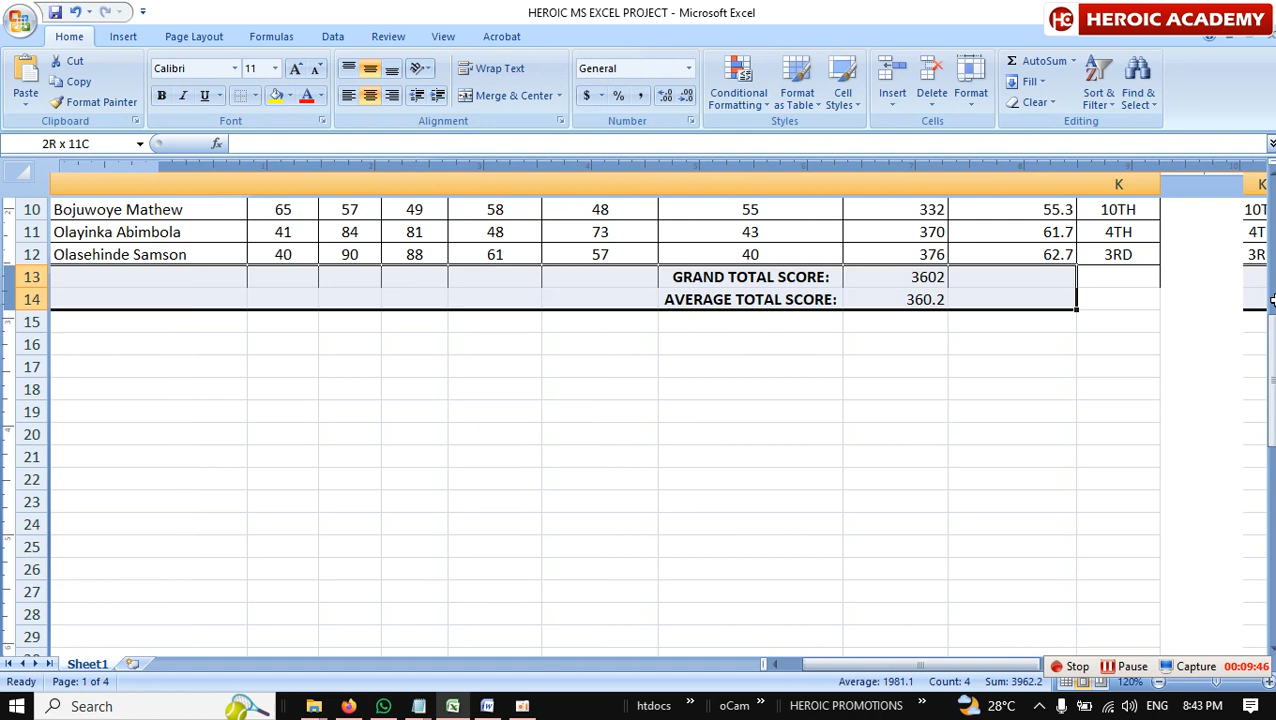 HEROIC MS EXCEL PROJECT - Microsoft Excel
HEROIC ACADEMY
Home Insert Page Layout Formulas Data Review View Acrobat
Paste Cut Copy Format Painter
Calibri 11
B I U
Wrap Text
Merge & Center
General
$ % ,
Conditional Formatting Format as Table Cell Styles
Insert Delete Format
AutoSum Fill Clear
Sort & Filter Find & Select
Clipboard Font Alignment Number Styles Cells Editing
2R x 11C fx
K K
10 Bojuwoye Mathew 65 57 49 58 48 55 332 55.3 10TH
11 Olayinka Abimbola 41 84 81 48 73 43 370 61.7 4TH
12 Olasehinde Samson 40 90 88 61 57 40 376 62.7 3RD
13 GRAND TOTAL SCORE: 3602
14 AVERAGE TOTAL SCORE: 360.2
15
16
17
18
19
20
21
22
23
24
25
26
27
28
29
Sheet1
Stop Pause Capture 00:09:46
Ready Page: 1 of 4 Average: 1981.1 Count: 4 Sum: 3962.2 120%
Search htdocs oCam HEROIC PROMOTIONS 28°C 8:43 PM